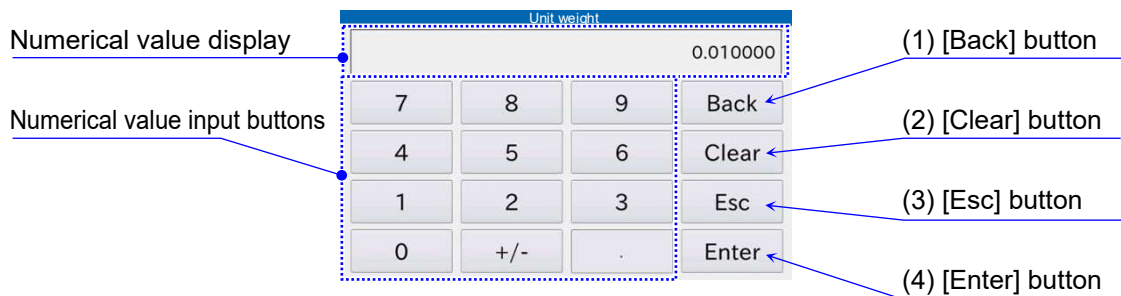 Unit weight
Numerical value display
0.010000
(1) [Back] button
7 8 9 Back
Numerical value input buttons
(2) [Clear] button
4 5 6 Clear
1 2 3 Esc
(3) [Esc] button
0 +/- . Enter
(4) [Enter] button